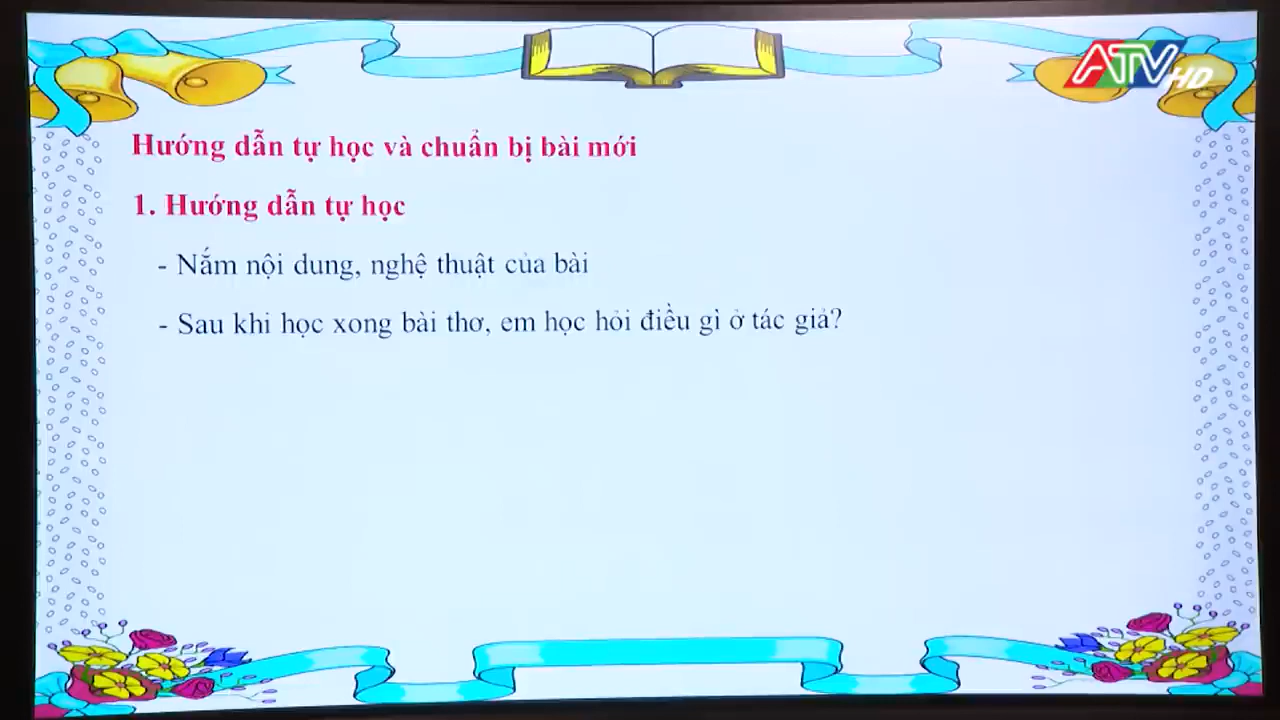 ATV HD
Hướng dẫn tự học và chuẩn bị bài mới
1. Hướng dẫn tự học
- Nắm nội dung, nghệ thuật của bài
- Sau khi học xong bài thơ, em học hỏi điều gì ở tác giả?